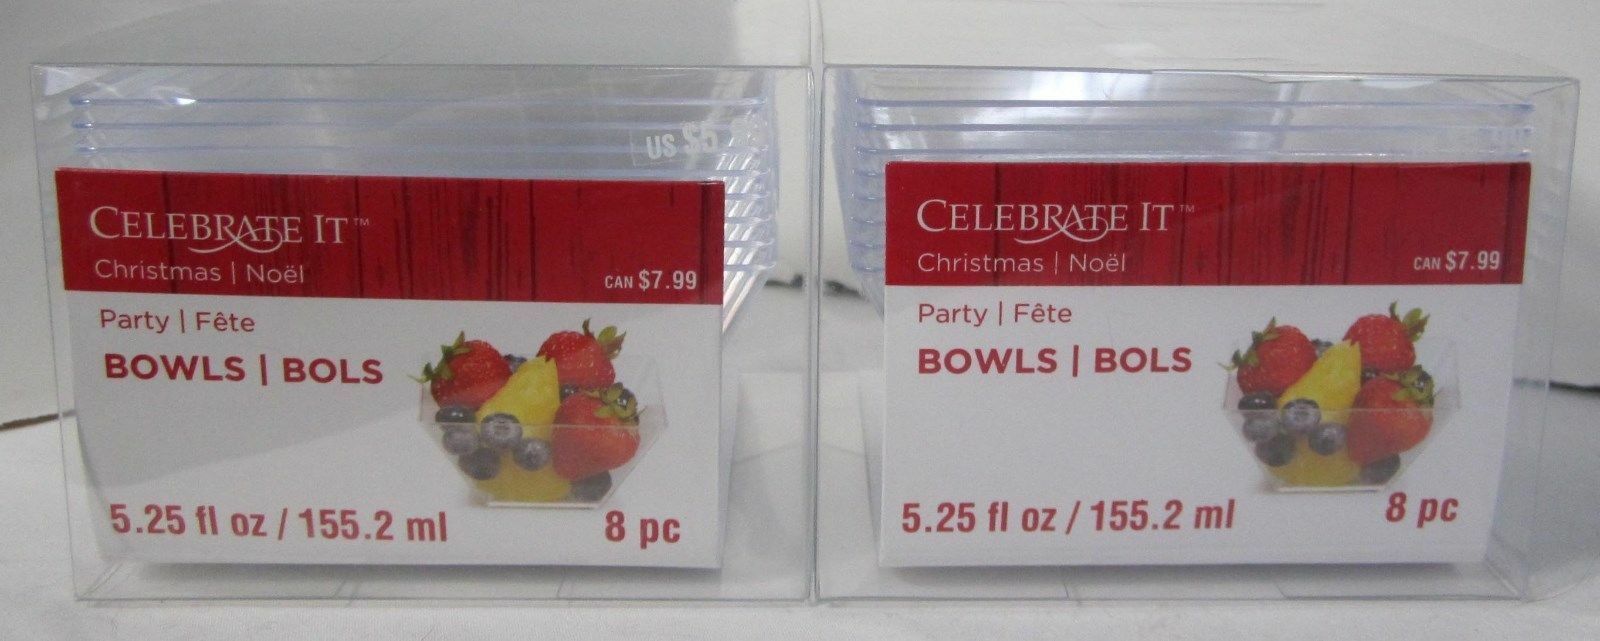 US $5
CELEBRATE IT™
Christmas | Noël
CAN $7.99
Party | Fête
BOWLS | BOLS
5.25 fl oz / 155.2 ml
8 pc
CELEBRATE IT™
Christmas | Noël
CAN $7.99
Party | Fête
BOWLS | BOLS
5.25 fl oz / 155.2 ml
8 pc